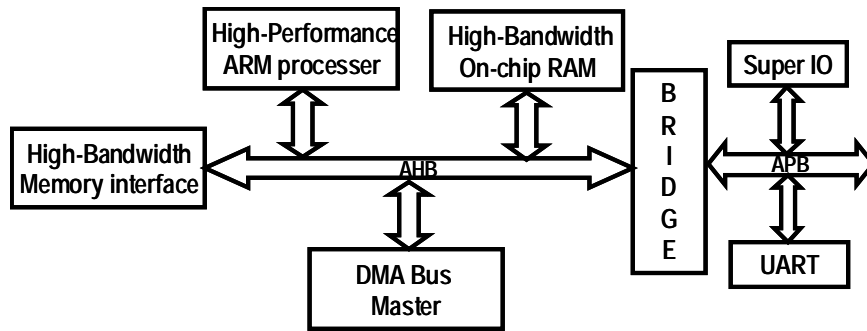 High-Performance
ARM processer
High-Bandwidth
On-chip RAM
B
R
I
D
G
E
Super IO
High-Bandwidth
Memory interface
AHB
APB
DMA Bus
Master
UART